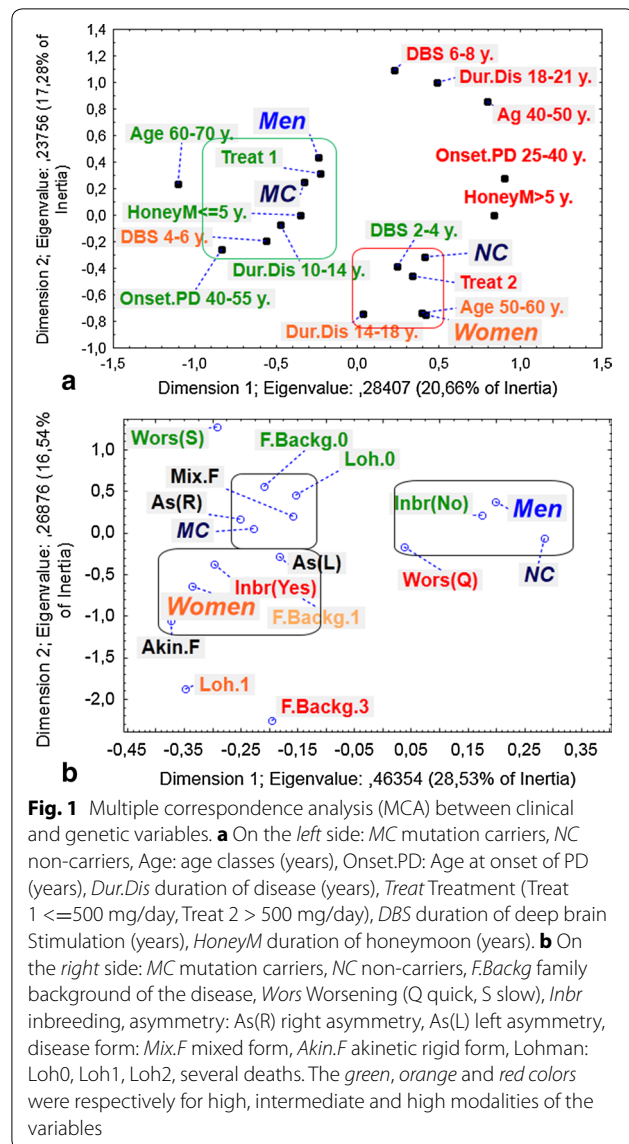 Dimension 2; Eigenvalue: ,23756 (17,28% of
Inertia)
1,4
1,2
1,0
0,8
0,6
0,4
0,2
0,0
-0,2
-0,4
-0,6
-0,8
-1,0
DBS 6-8 y.
Dur.Dis 18-21 y.
Ag 40-50 y.
Men
Age 60-70 y.
Treat 1
Onset.PD 25-40 y.
MC
HoneyM>5 y.
HoneyM<=5 y.
DBS 2-4 y.
NC
DBS 4-6 y.
Dur.Dis 10-14 y.
Treat 2
Onset.PD 40-55 y.
Age 50-60 y.
Dur.Dis 14-18 y.
Women
-1,5 -1,0 -0,5 0,0 0,5 1,0 1,5
a
Dimension 1; Eigenvalue: ,28407 (20,66% of Inertia)
Dimension 2; Eigenvalue: ,26876 (16,54 %
of Inertia)
1,0
0,5
0,0
-0,5
-1,0
-1,5
-2,0
Wors(S)
F.Backg.0
Loh.0
Mix.F
As(R)
Inbr(No)
Men
MC
As(L)
Wors(Q)
NC
Inbr(Yes)
Women
F.Backg.1
Akin.F
Loh.1
F.Backg.3
-0,45 -0,35 -0,25 -0,15 -0,05 0,05 0,15 0,25 0,35
b
Dimension 1; Eigenvalue: ,46354 (28,53% of Inertia)
Fig. 1 Multiple correspondence analysis (MCA) between clinical
and genetic variables. a On the left side: MC mutation carriers, NC
non-carriers, Age: age classes (years), Onset.PD: Age at onset of PD
(years), Dur.Dis duration of disease (years), Treat Treatment (Treat
1 <=500 mg/day, Treat 2 > 500 mg/day), DBS duration of deep brain
Stimulation (years), HoneyM duration of honeymoon (years). b On
the right side: MC mutation carriers, NC non-carriers, F.Backg family
background of the disease, Wors Worsening (Q quick, S slow), Inbr
inbreeding, asymmetry: As(R) right asymmetry, As(L) left asymmetry,
disease form: Mix.F mixed form, Akin.F akinetic rigid form, Lohman:
Loh0, Loh1, Loh2, several deaths. The green, orange and red colors
were respectively for high, intermediate and high modalities of the
variables